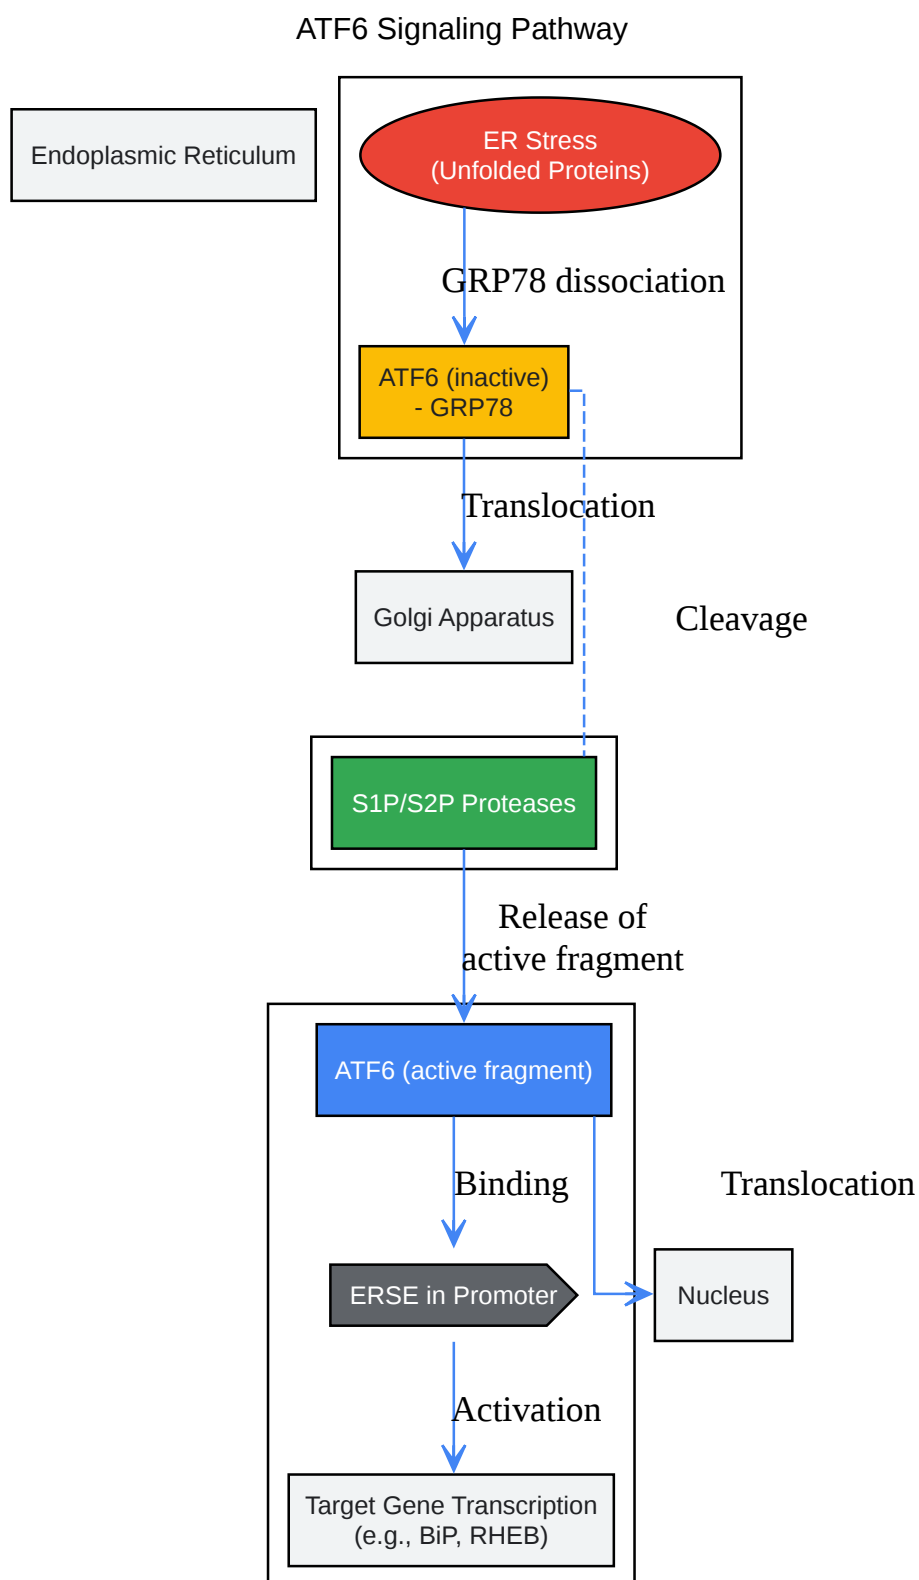 ATF6 Signaling Pathway
Endoplasmic Reticulum
ER Stress
(Unfolded Proteins)
GRP78 dissociation
ATF6 (inactive)
- GRP78
Translocation
Golgi Apparatus
Cleavage
S1P/S2P Proteases
Release of
active fragment
ATF6 (active fragment)
Binding
Translocation
ERSE in Promoter
Nucleus
Activation
Target Gene Transcription
(e.g., BiP, RHEB)